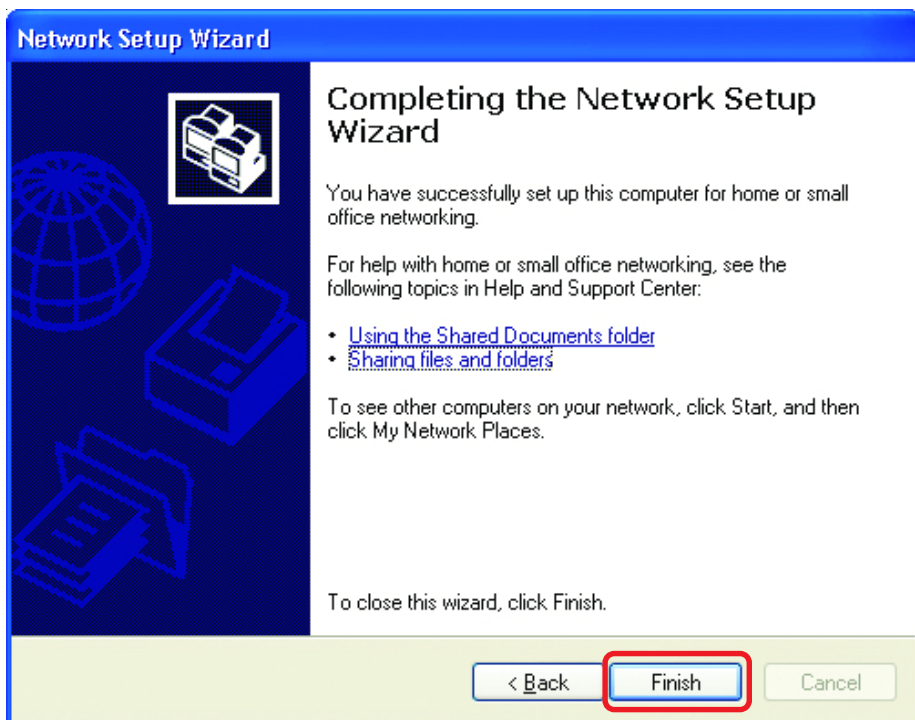 Network Setup Wizard
Completing the Network Setup
Wizard
You have successfully set up this computer for home or small
office networking.
For help with home or small office networking, see the
following topics in Help and Support Center:
• Using the Shared Documents folder
• Sharing files and folders
To see other computers on your network, click Start, and then
click My Network Places.
To close this wizard, click Finish.
< Back Finish Cancel